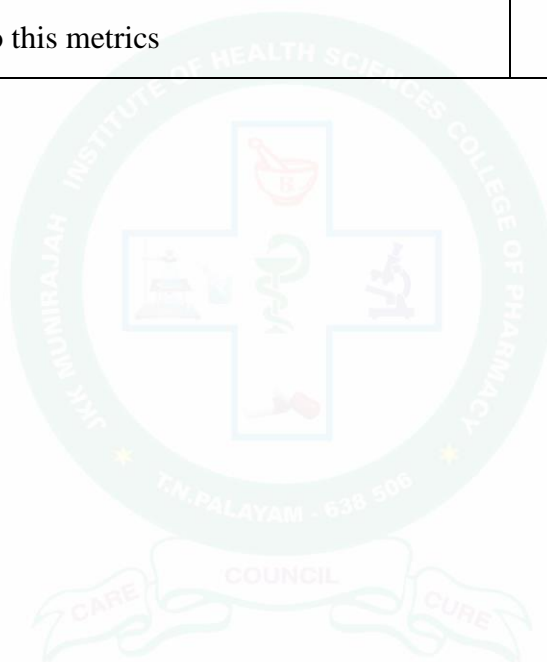 this metrics
JKK MUNIRAJAH INSTITUTE OF HEALTH SCIENCES COLLEGE OF PHARMACY
R
T.N.PALAYAM - 638 506
COUNCIL
CARE
CURE